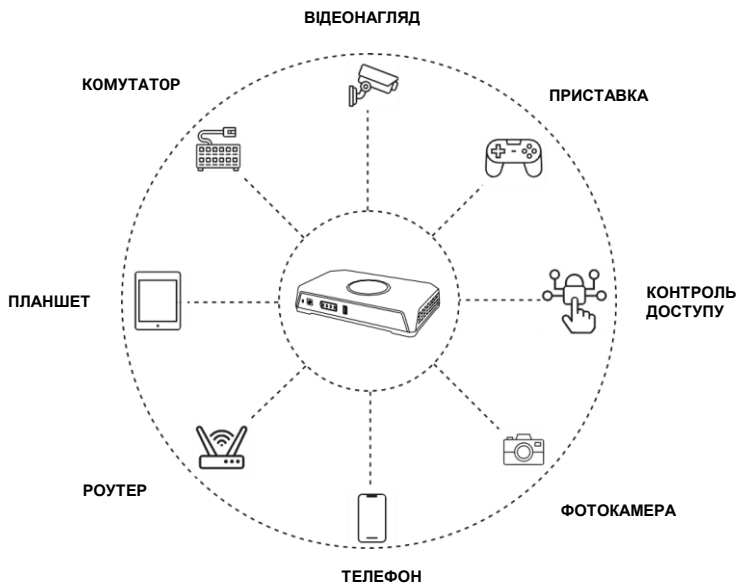 ВІДЕОНАГЛЯД
КОМУТАТОР
ПРИСТАВКА
ПЛАНШЕТ
КОНТРОЛЬ
ДОСТУПУ
РОУТЕР
ФОТОКАМЕРА
ТЕЛЕФОН